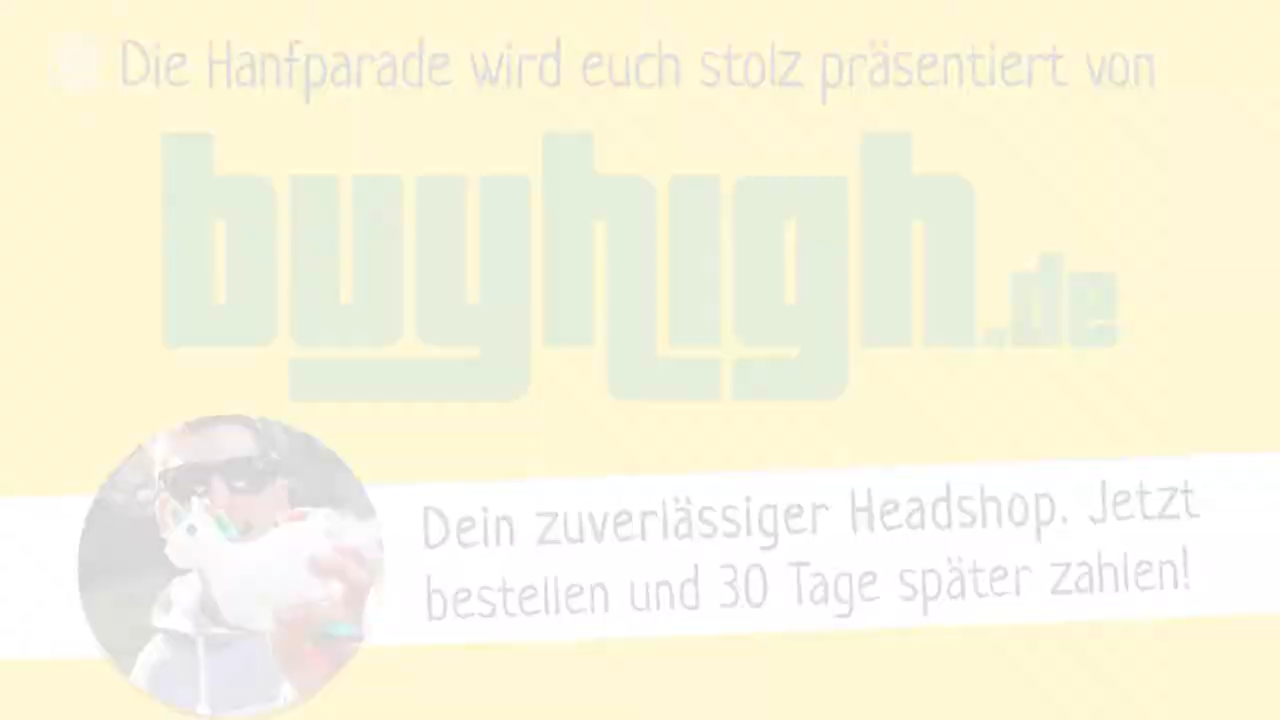 Die Hanfparade wird euch stolz präsentiert von
buyhigh.de
Dein zuverlässiger Headshop. Jetzt
bestellen und 30 Tage später zahlen!